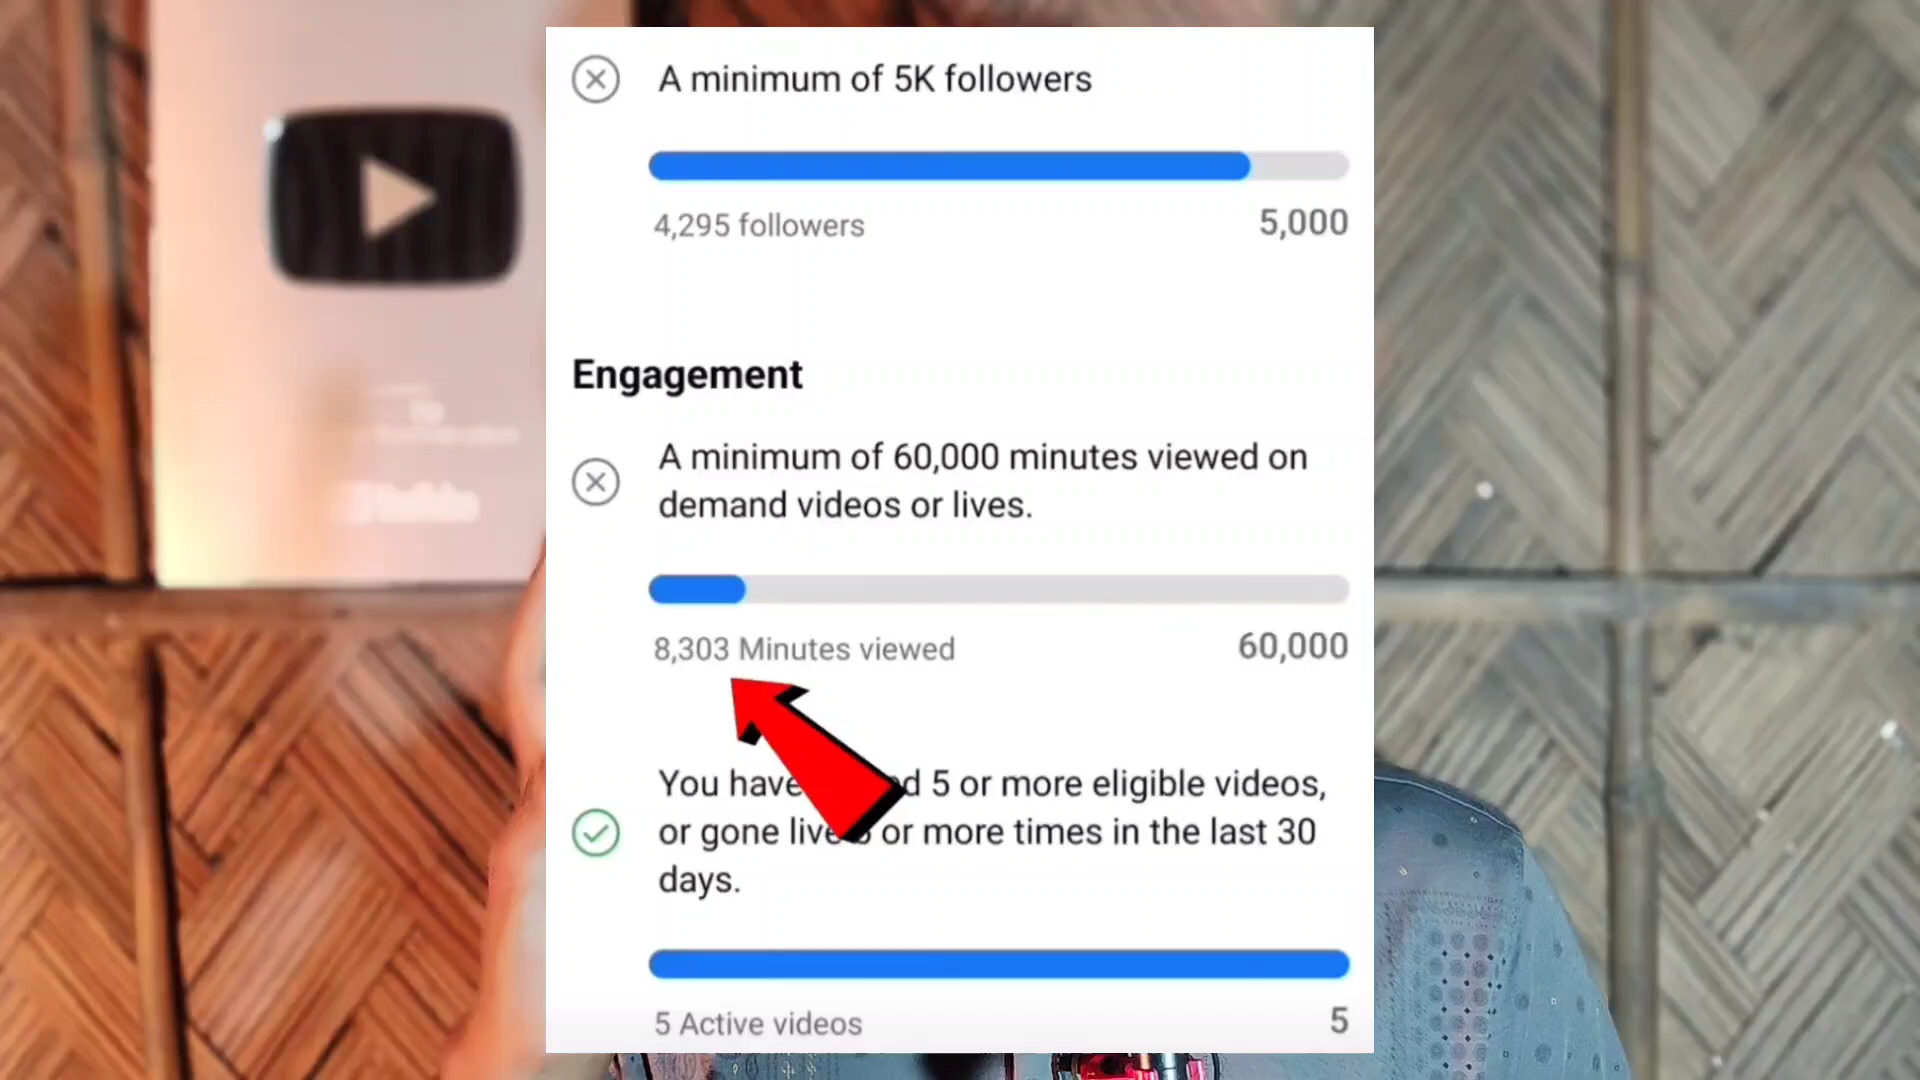 A minimum of 5K followers
4,295 followers 5,000
Engagement
A minimum of 60,000 minutes viewed on
demand videos or lives.
8,303 Minutes viewed 60,000
You have d 5 or more eligible videos,
or gone live or more times in the last 30
days.
5 Active videos 5